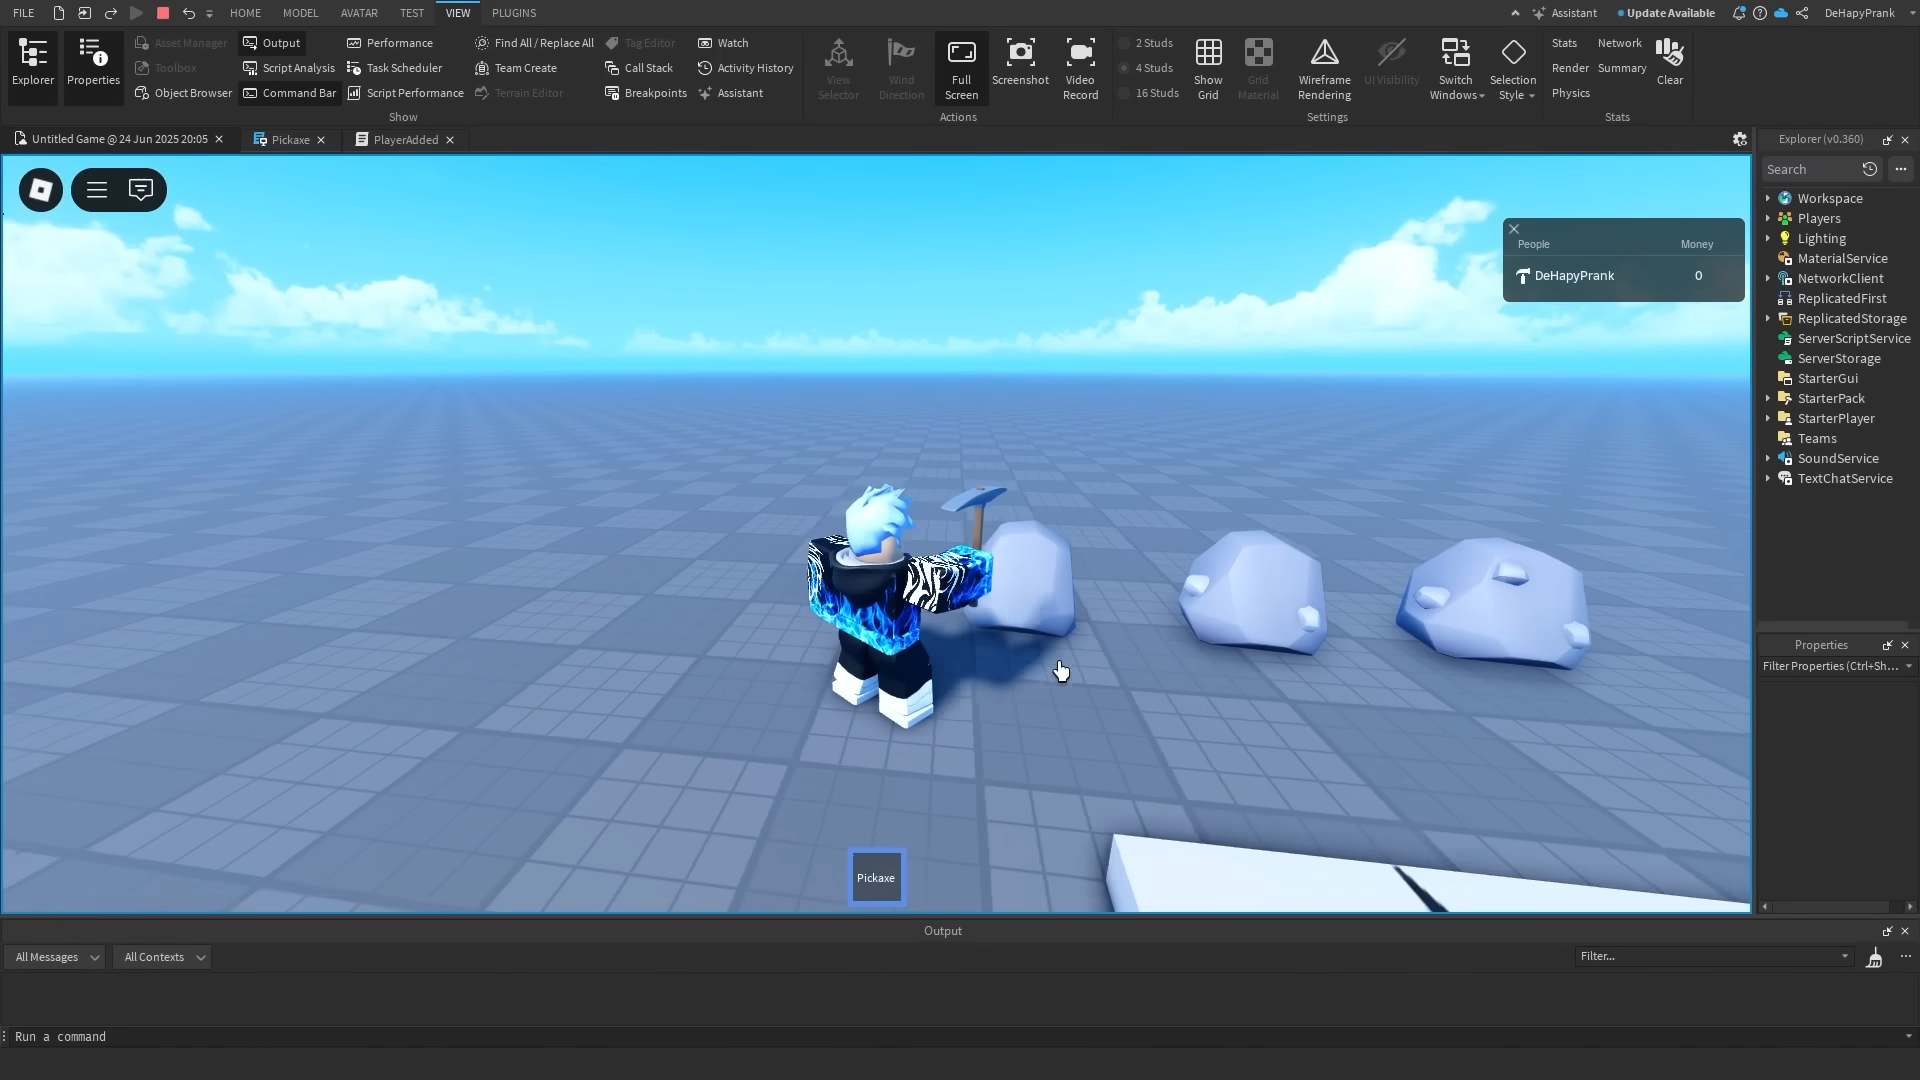 FILE HOME MODEL AVATAR TEST VIEW PLUGINS Assistant Update Available DeHapyPrank
Explorer
Properties
Asset Manager
Toolbox
Object Browser
Output
Script Analysis
Command Bar
Performance
Task Scheduler
Script Performance
Find All / Replace All
Team Create
Terrain Editor
Tag Editor
Call Stack
Breakpoints
Watch
Activity History
Assistant
Show
View
Selector
Wind
Direction
Full
Screen
Screenshot
Video
Record
Actions
2 Studs
4 Studs
16 Studs
Show
Grid
Grid
Material
Wireframe
Rendering
UI Visibility
Switch
Windows
Selection
Style
Settings
Stats
Render
Physics
Network
Summary
Clear
Stats
Untitled Game @ 24 Jun 2025 20:05 Pickaxe PlayerAdded
People Money
DeHapyPrank 0
Pickaxe
Explorer (v0.360)
Search
Workspace
Players
Lighting
MaterialService
NetworkClient
ReplicatedFirst
ReplicatedStorage
ServerScriptService
ServerStorage
StarterGui
StarterPack
StarterPlayer
Teams
SoundService
TextChatService
Properties
Filter Properties (Ctrl+Sh...
Output
All Messages All Contexts Filter...
Run a command